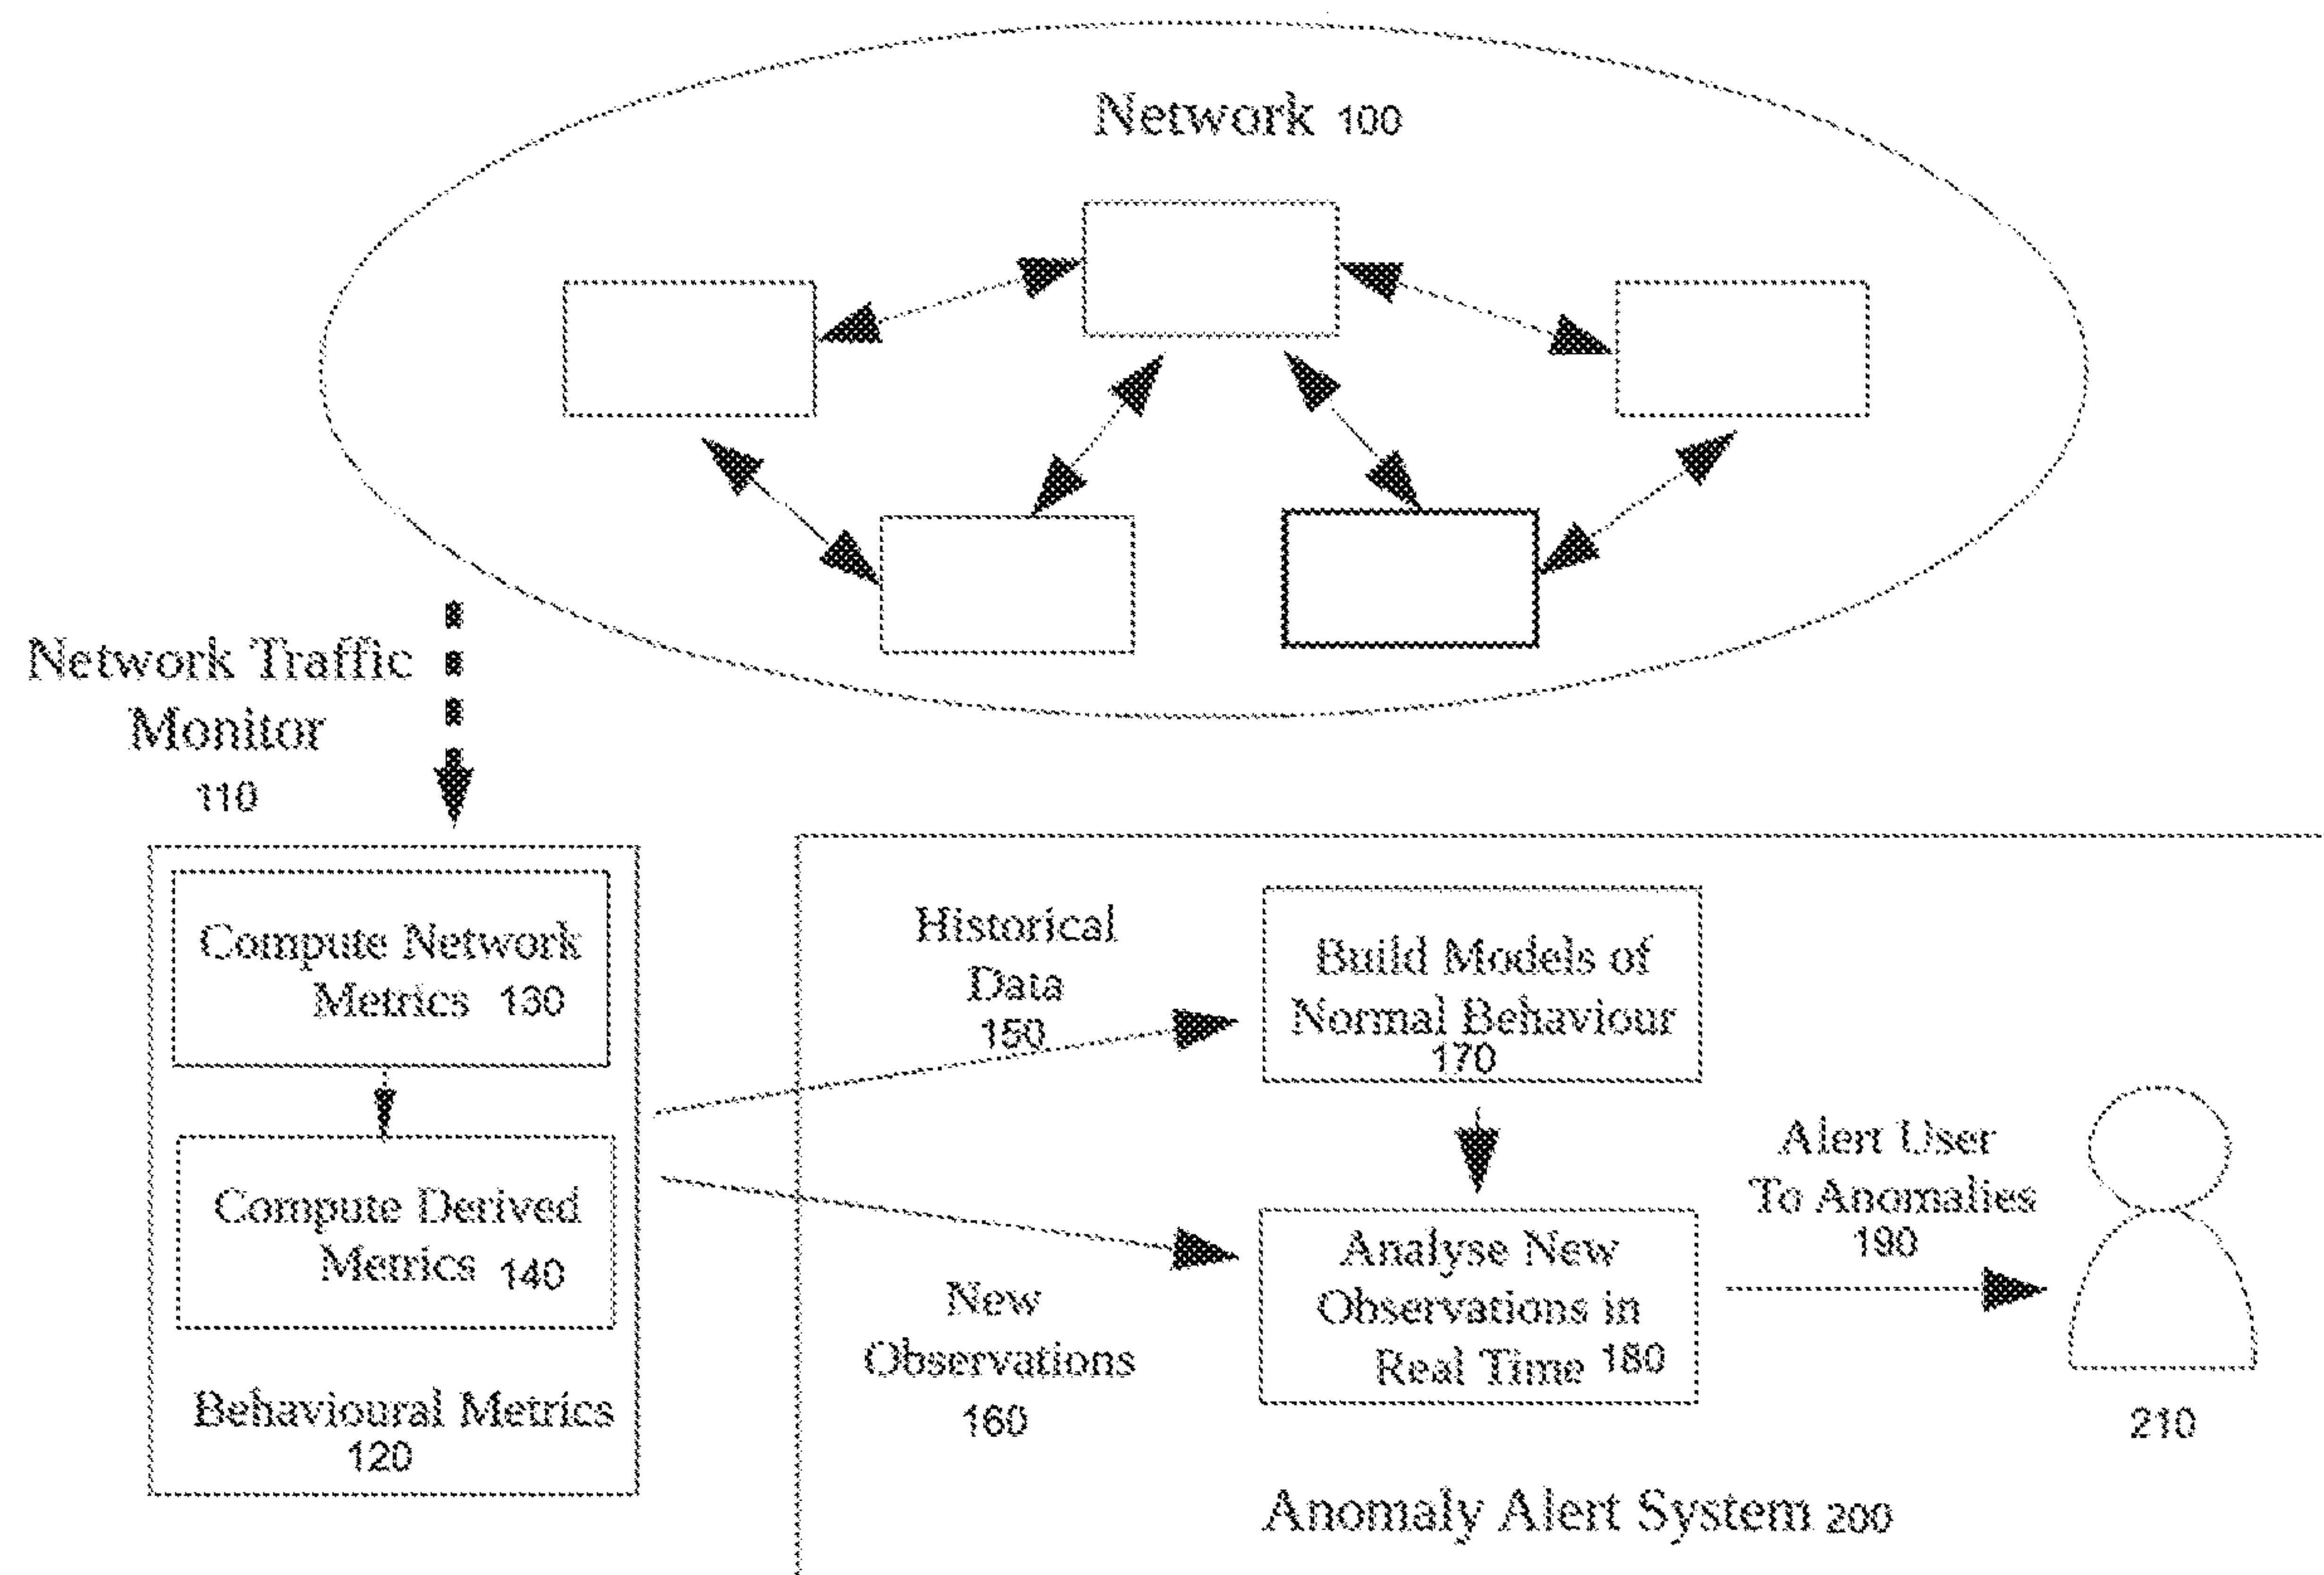 Network 100
Network Traffic
Monitor
110
Compute Network
Metrics 130
Compute Derived
Metrics 140
Behavioural Metrics
120
Historical
Data
150
New
Observations
160
Build Models of
Normal Behaviour
170
Analyse New
Observations in
Real Time 180
Alert User
To Anomalies
190
210
Anomaly Alert System 200